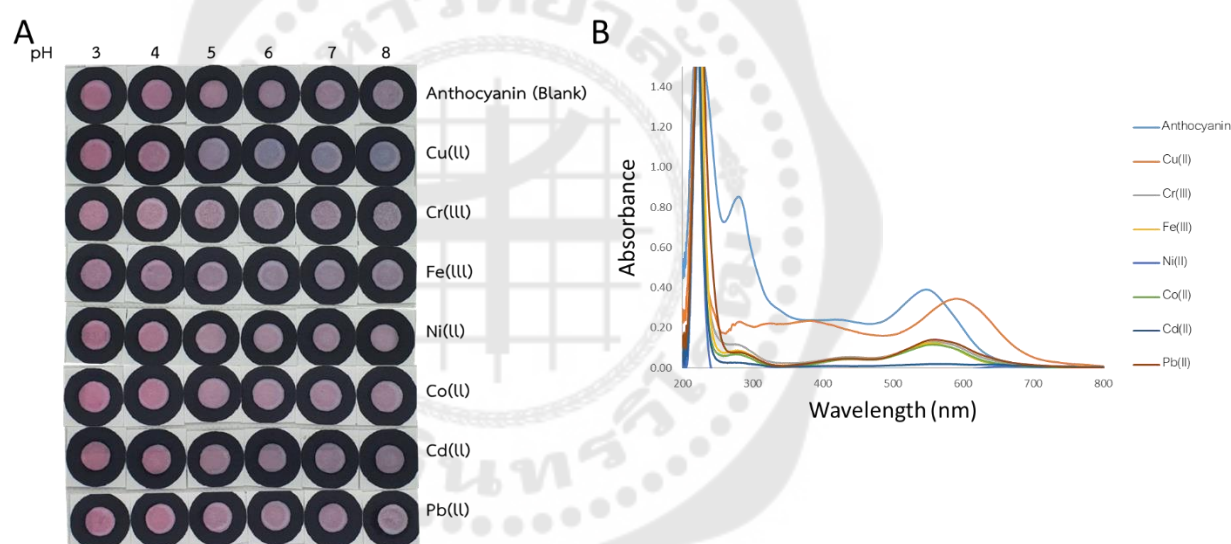 A
pH 3 4 5 6 7 8
Anthocyanin (Blank)
Cu(ll)
Cr(lll)
Fe(lll)
Ni(ll)
Co(ll)
Cd(ll)
Pb(ll)
B
Absorbance
1.40
1.20
1.00
0.80
0.60
0.40
0.20
0.00
200 300 400 500 600 700 800
Wavelength (nm)
Anthocyanin
Cu(II)
Cr(III)
Fe(III)
Ni(II)
Co(II)
Cd(II)
Pb(II)